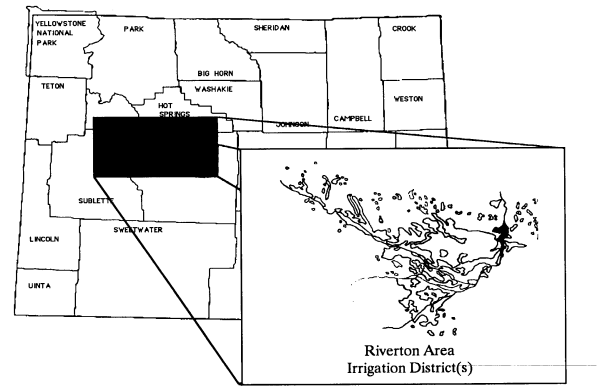 YELLOWSTONE
NATIONAL
PARK
PARK
SHERIDAN
CROOK
BIG HORN
TETON
WASHAKIE
HOT
SPRINGS
JOHNSON
CAMPBELL
WESTON
SUBLETTE
SWEETWATER
LINCOLN
UINTA
Riverton Area
Irrigation District(s)